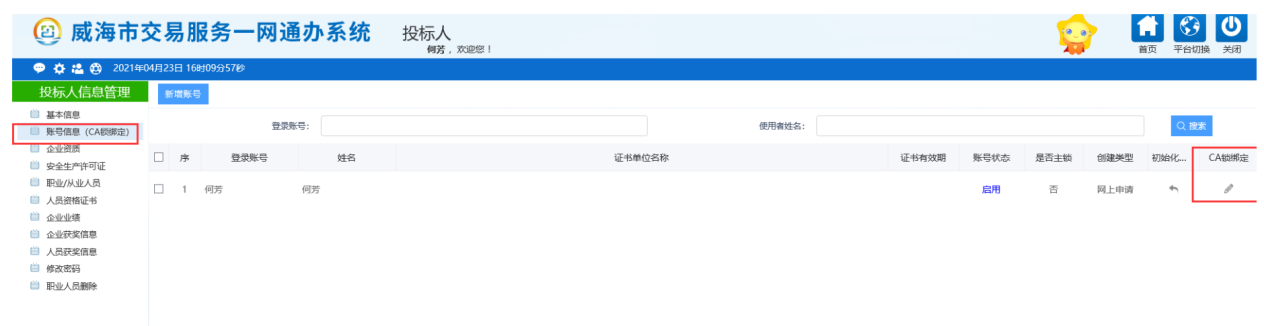 威海市交易服务一网通办系统
投标人
何芳，欢迎您！
首页 平台切换 关闭
2021年04月23日 16时09分57秒
投标人信息管理
新增账号
基本信息
账号信息（CA锁绑定）
登录账号： 使用者姓名： 搜索
企业资质
安全生产许可证
序 登录账号 姓名 证书单位名称 证书有效期 账号状态 是否主锁 创建类型 初始化... CA锁绑定
职业/从业人员
1 何芳 何芳 启用 否 网上申请
人员资格证书
企业业绩
企业获奖信息
人员获奖信息
修改密码
职业人员删除